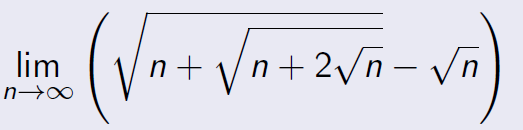 lim n→∞ (√(n + √(n + 2√n)) − √n)